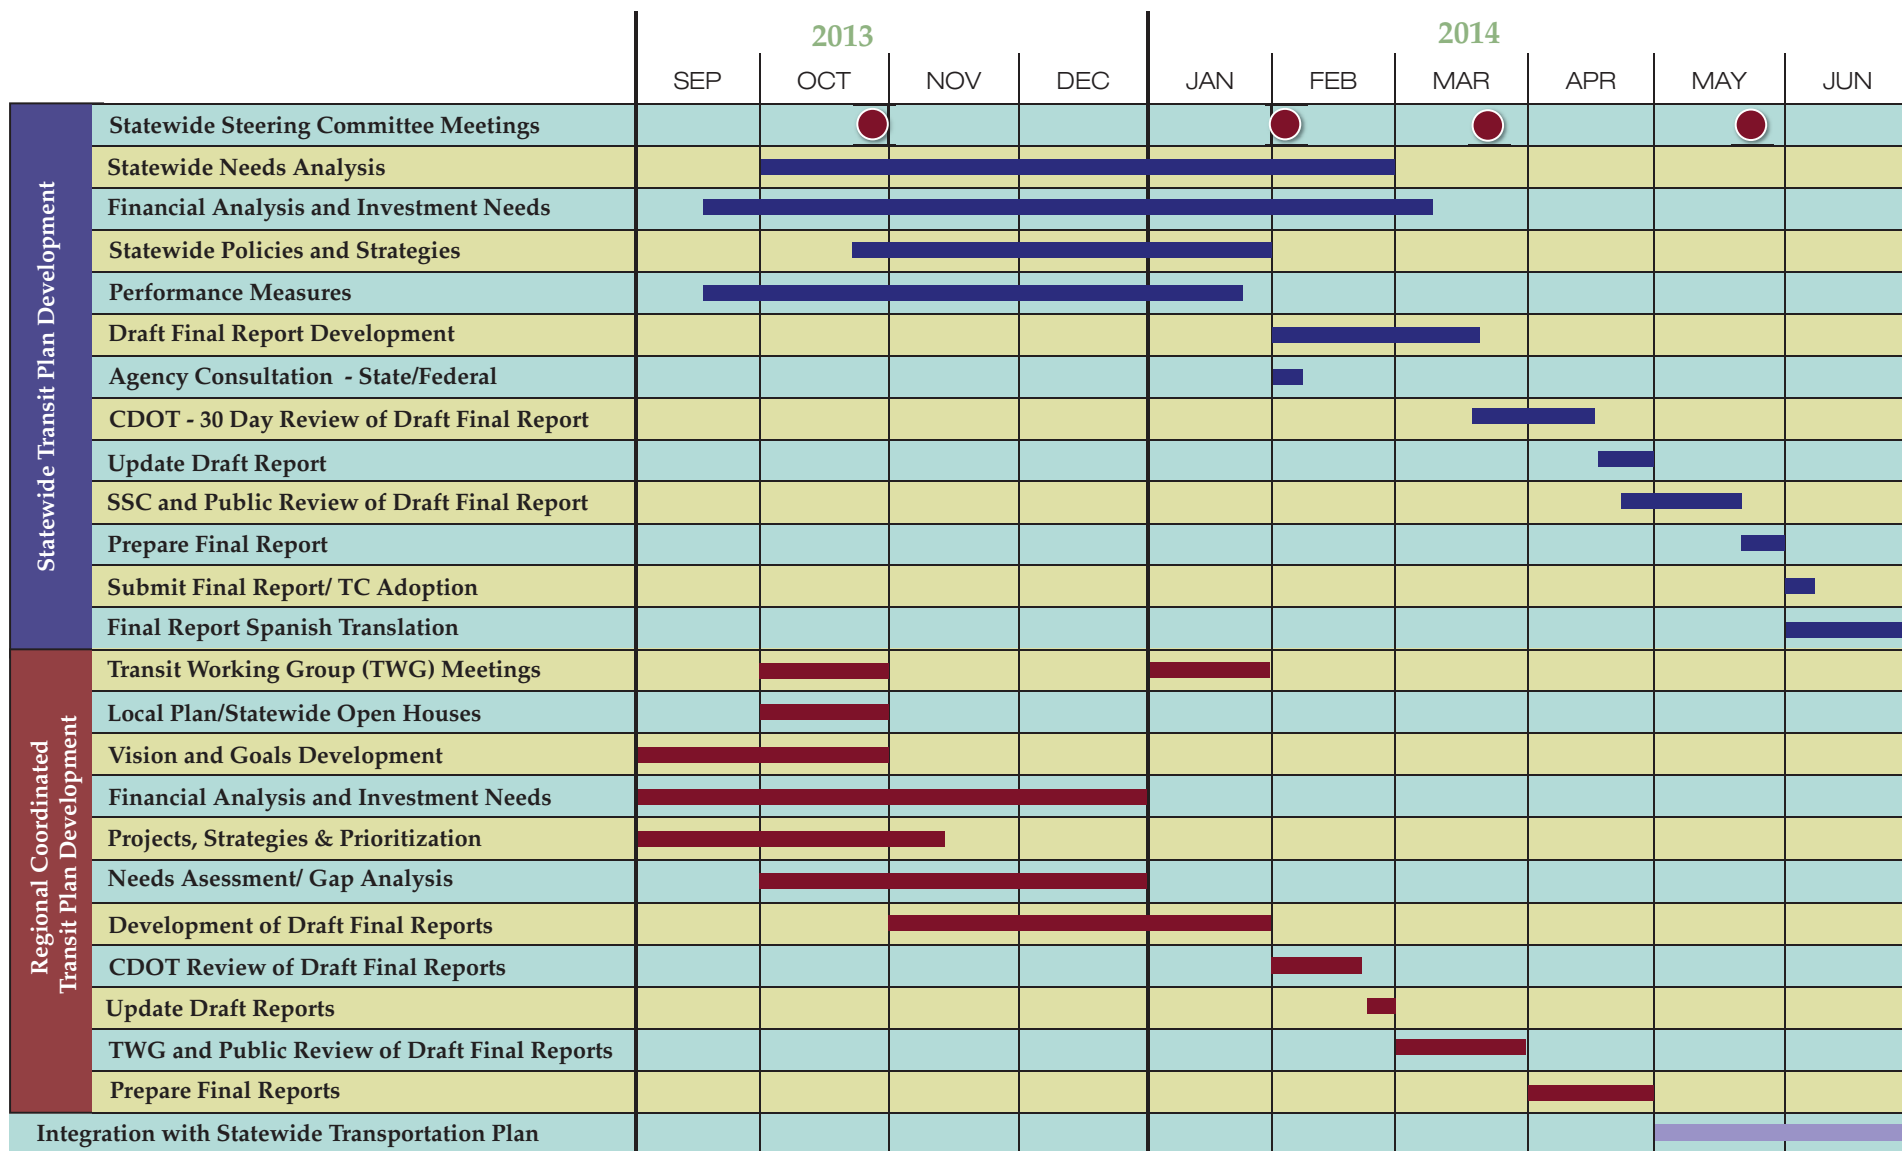 2013
2014
SEP OCT NOV DEC JAN FEB MAR APR MAY JUN
Statewide Transit Plan Development
Statewide Steering Committee Meetings
Statewide Needs Analysis
Financial Analysis and Investment Needs
Statewide Policies and Strategies
Performance Measures
Draft Final Report Development
Agency Consultation - State/Federal
CDOT - 30 Day Review of Draft Final Report
Update Draft Report
SSC and Public Review of Draft Final Report
Prepare Final Report
Submit Final Report/ TC Adoption
Final Report Spanish Translation
Regional Coordinated
Transit Plan Development
Transit Working Group (TWG) Meetings
Local Plan/Statewide Open Houses
Vision and Goals Development
Financial Analysis and Investment Needs
Projects, Strategies & Prioritization
Needs Asessment/ Gap Analysis
Development of Draft Final Reports
CDOT Review of Draft Final Reports
Update Draft Reports
TWG and Public Review of Draft Final Reports
Prepare Final Reports
Integration with Statewide Transportation Plan